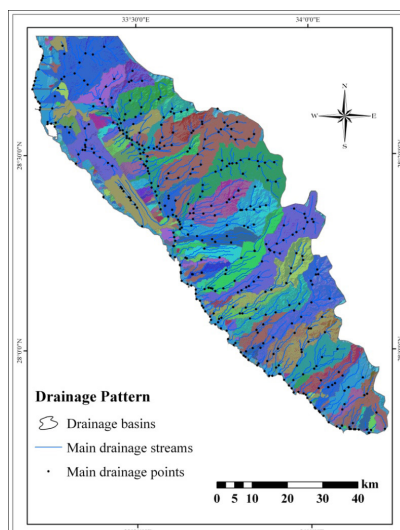 33°30'0"E 34°0'0"E
N
W E
S
28°30'0"N
28°0'0"N
Drainage Pattern
Drainage basins
Main drainage streams
Main drainage points
km
0 5 10 20 30 40